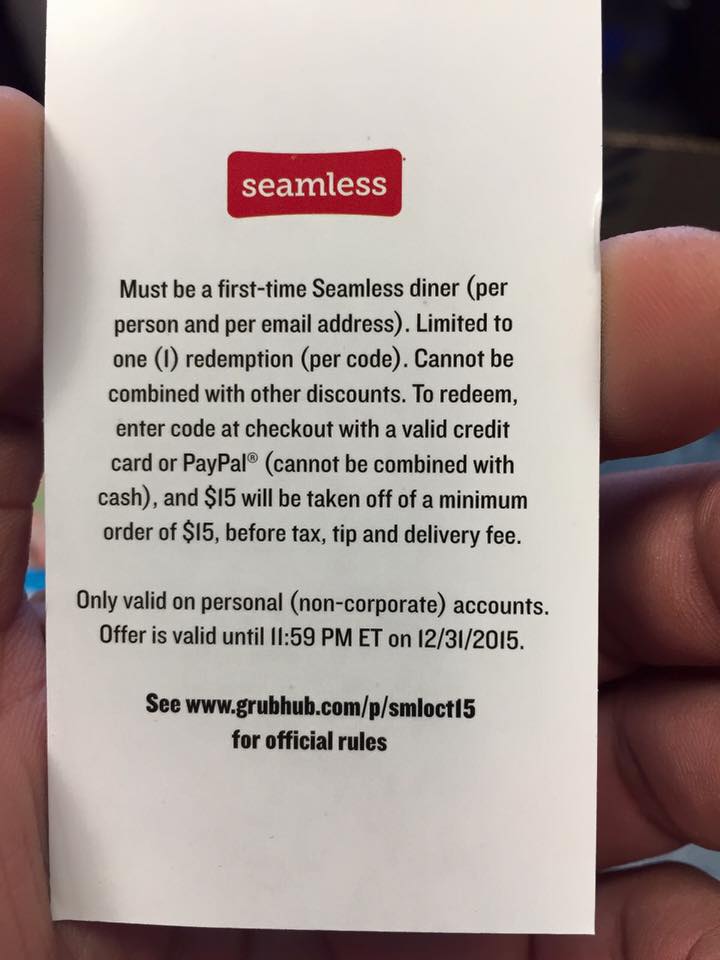 seamless
Must be a first-time Seamless diner (per
person and per email address). Limited to
one (1) redemption (per code). Cannot be
combined with other discounts. To redeem,
enter code at checkout with a valid credit
card or PayPal® (cannot be combined with
cash), and $15 will be taken off of a minimum
order of $15, before tax, tip and delivery fee.
Only valid on personal (non-corporate) accounts.
Offer is valid until 11:59 PM ET on 12/31/2015.
See www.grubhub.com/p/smloct15
for official rules